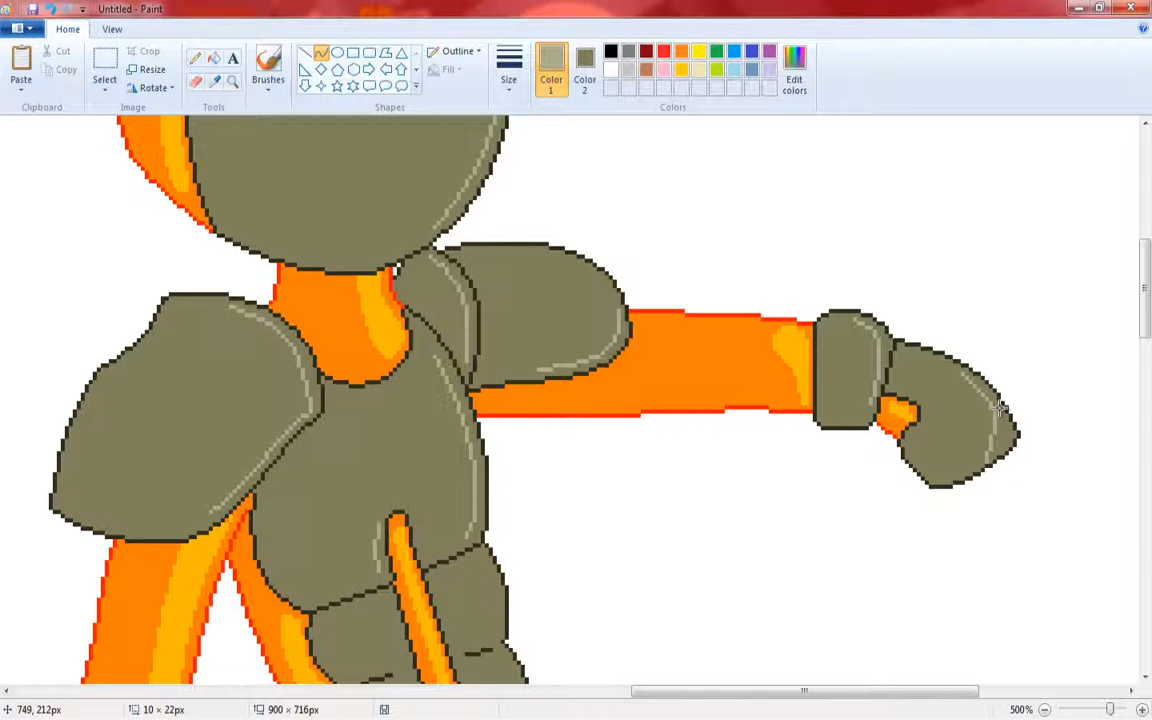 Untitled - Paint
Home View
Paste
Cut
Copy
Clipboard
Select
Crop
Resize
Rotate
Image
A
Tools
Brushes
Outline
Fill
Shapes
Size
Color 1
Color 2
Edit colors
Colors
749, 212px
10 × 22px
900 × 716px
500%